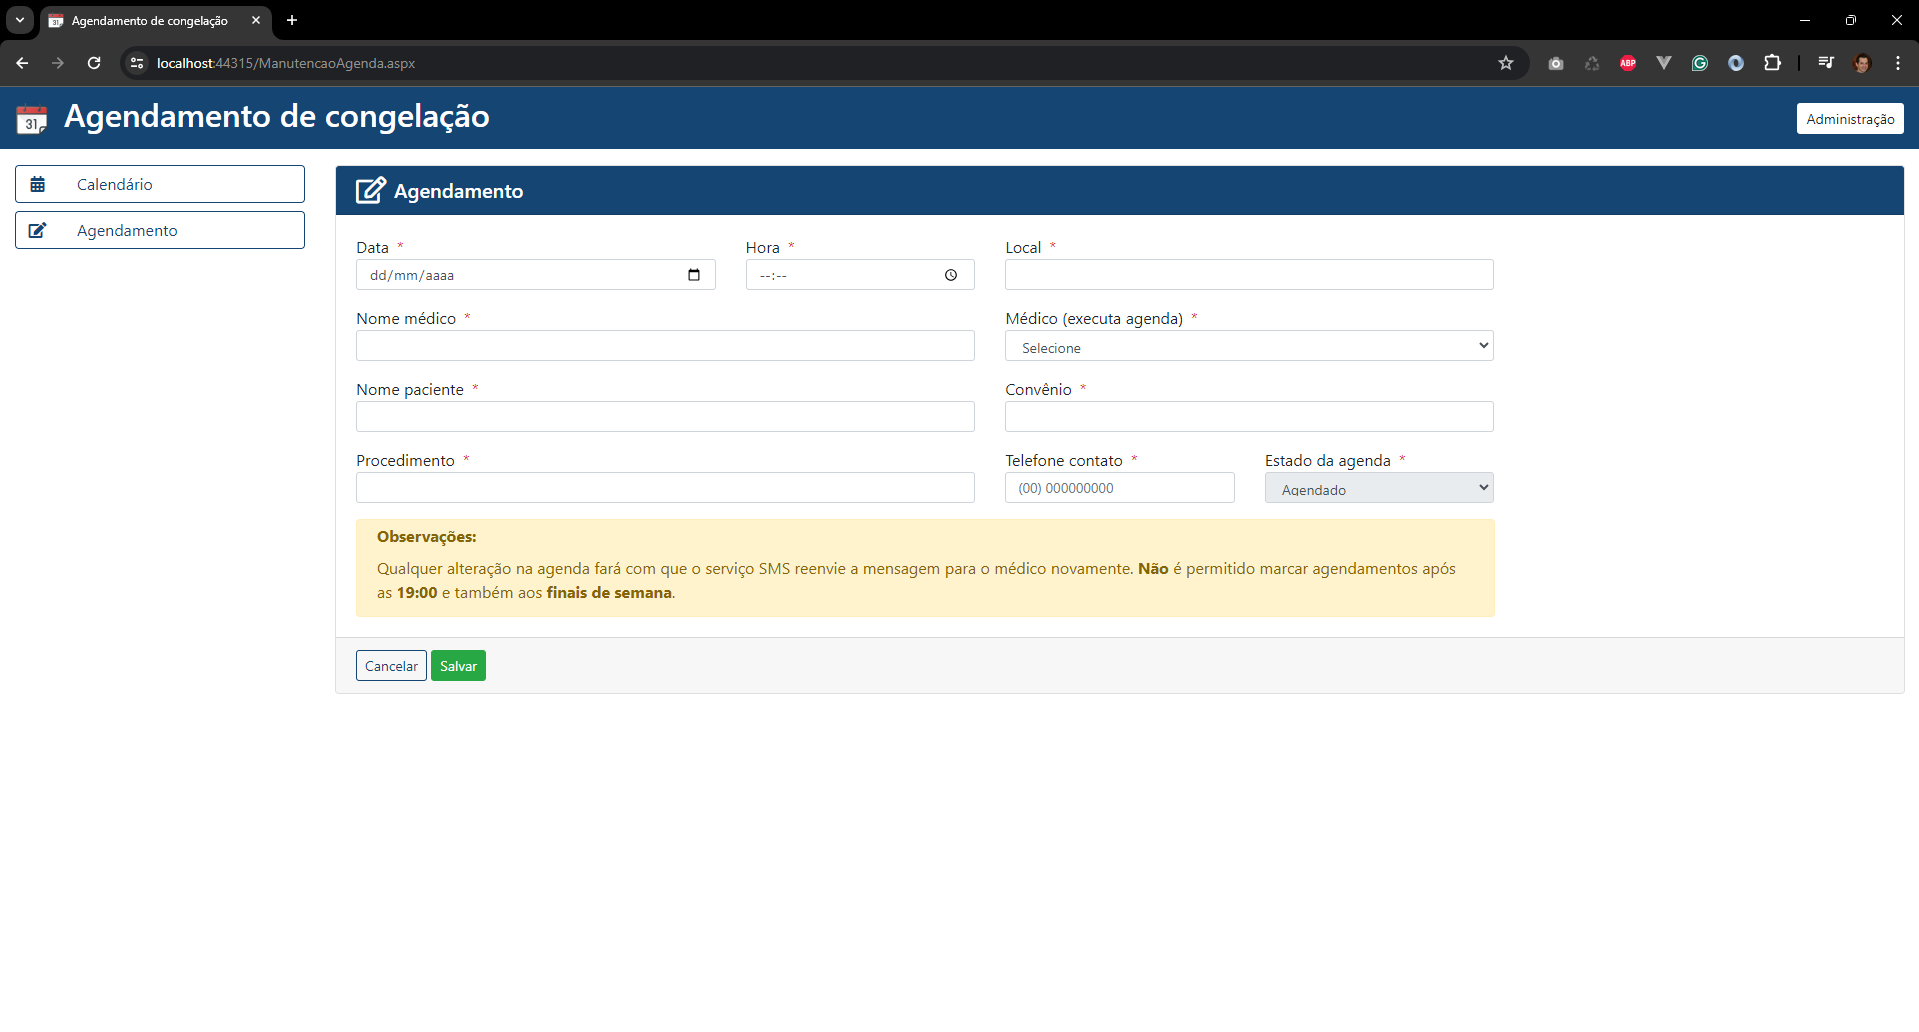 Agendamento de congelação
localhost:44315/ManutencaoAgenda.aspx
ABP
31 Agendamento de congelação
Administração
Calendário
Agendamento
Agendamento
Data * Hora * Local *
dd/mm/aaaa --:--
Nome médico * Médico (executa agenda) *
Selecione
Nome paciente * Convênio *
Procedimento * Telefone contato * Estado da agenda *
(00) 000000000 Agendado
Observações:
Qualquer alteração na agenda fará com que o serviço SMS reenvie a mensagem para o médico novamente. Não é permitido marcar agendamentos após
as 19:00 e também aos finais de semana.
Cancelar Salvar